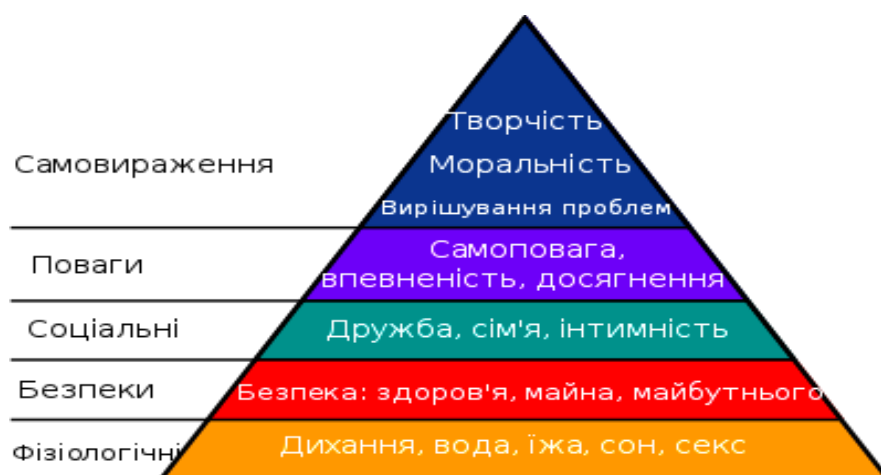 Творчість
Самовираження
Моральність
Вирішування проблем
Поваги
Самоповага,
впевненість, досягнення
Соціальні
Дружба, сім'я, інтимність
Безпеки
Безпека: здоров'я, майна, майбутнього
Фізіологічні
Дихання, вода, їжа, сон, секс